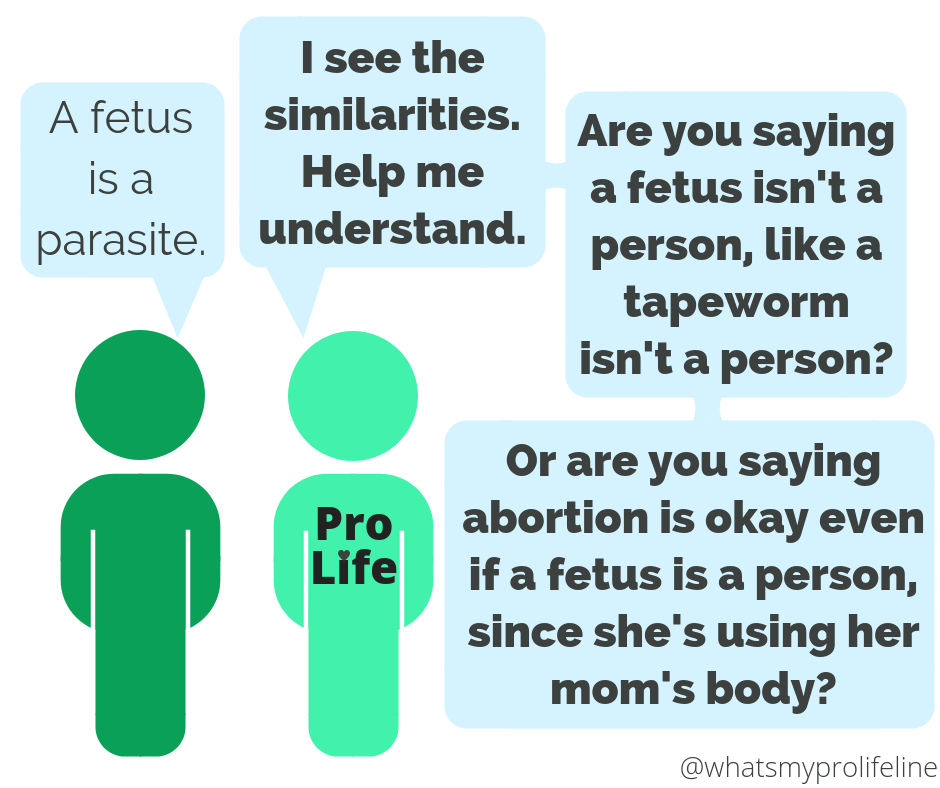 A fetus
is a
parasite.
I see the
similarities.
Help me
understand.
Are you saying
a fetus isn't a
person, like a
tapeworm
isn't a person?
Or are you saying
abortion is okay even
if a fetus is a person,
since she's using her
mom's body?
Pro
Life
@whatsmyprolifeline